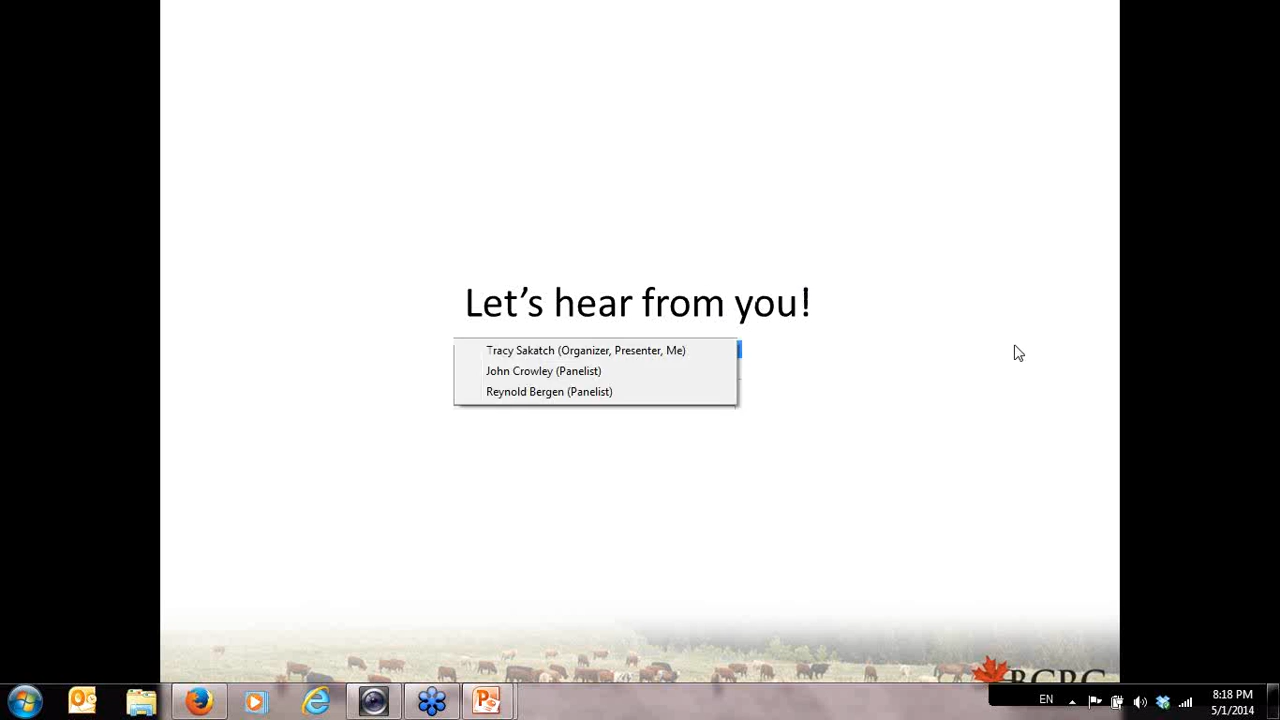 Let's hear from you!
Tracy Sakatch (Organizer, Presenter, Me)
John Crowley (Panelist)
Reynold Bergen (Panelist)
BCRC
EN
8:18 PM
5/1/2014